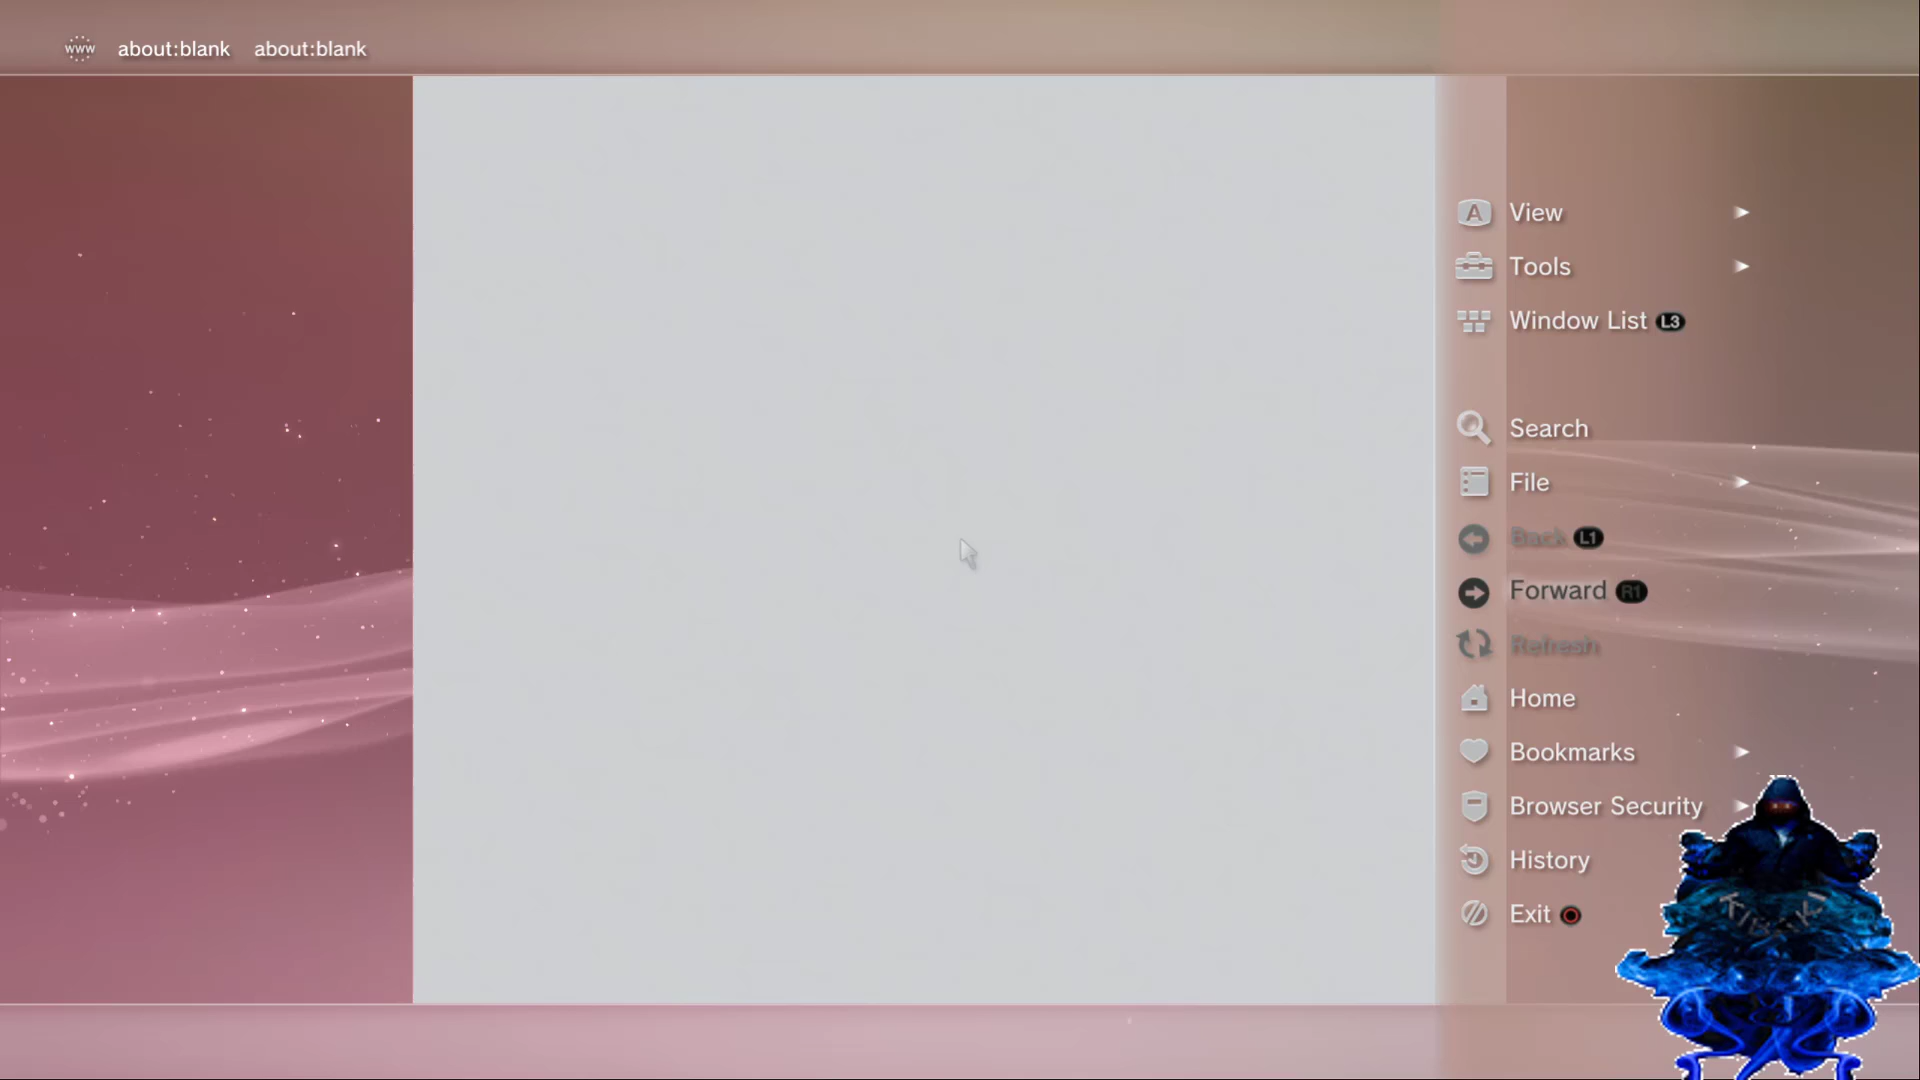 www about:blank about:blank
View
Tools
Window List L3
Search
File
Back L1
Forward R1
Refresh
Home
Bookmarks
Browser Security
History
Exit